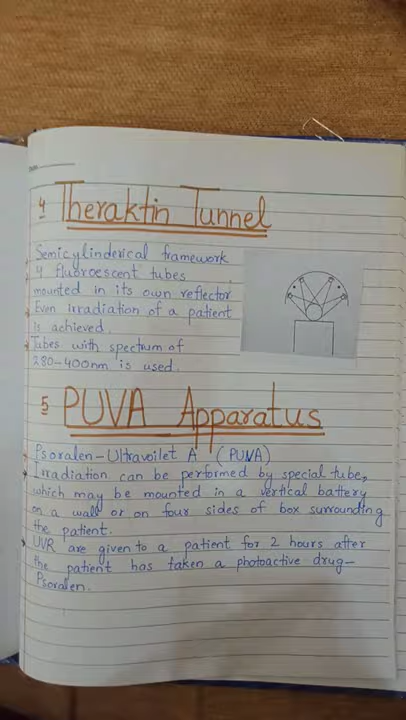 4 Theraktin Tunnel
Semicylinderical framework
4 fluoroescent tubes
mounted in its own reflector
Even irradiation of a patient
is achieved.
Tubes with spectrum of
280-400nm is used.
5 PUVA Apparatus
Psoralen-Ultravoilet A (PUVA)
Irradiation can be performed by special tube,
which may be mounted in a vertical battery
on a wall or on four sides of box surrounding
the patient.
UVR are given to a patient for 2 hours after
the patient has taken a photoactive drug-
Psoralen.